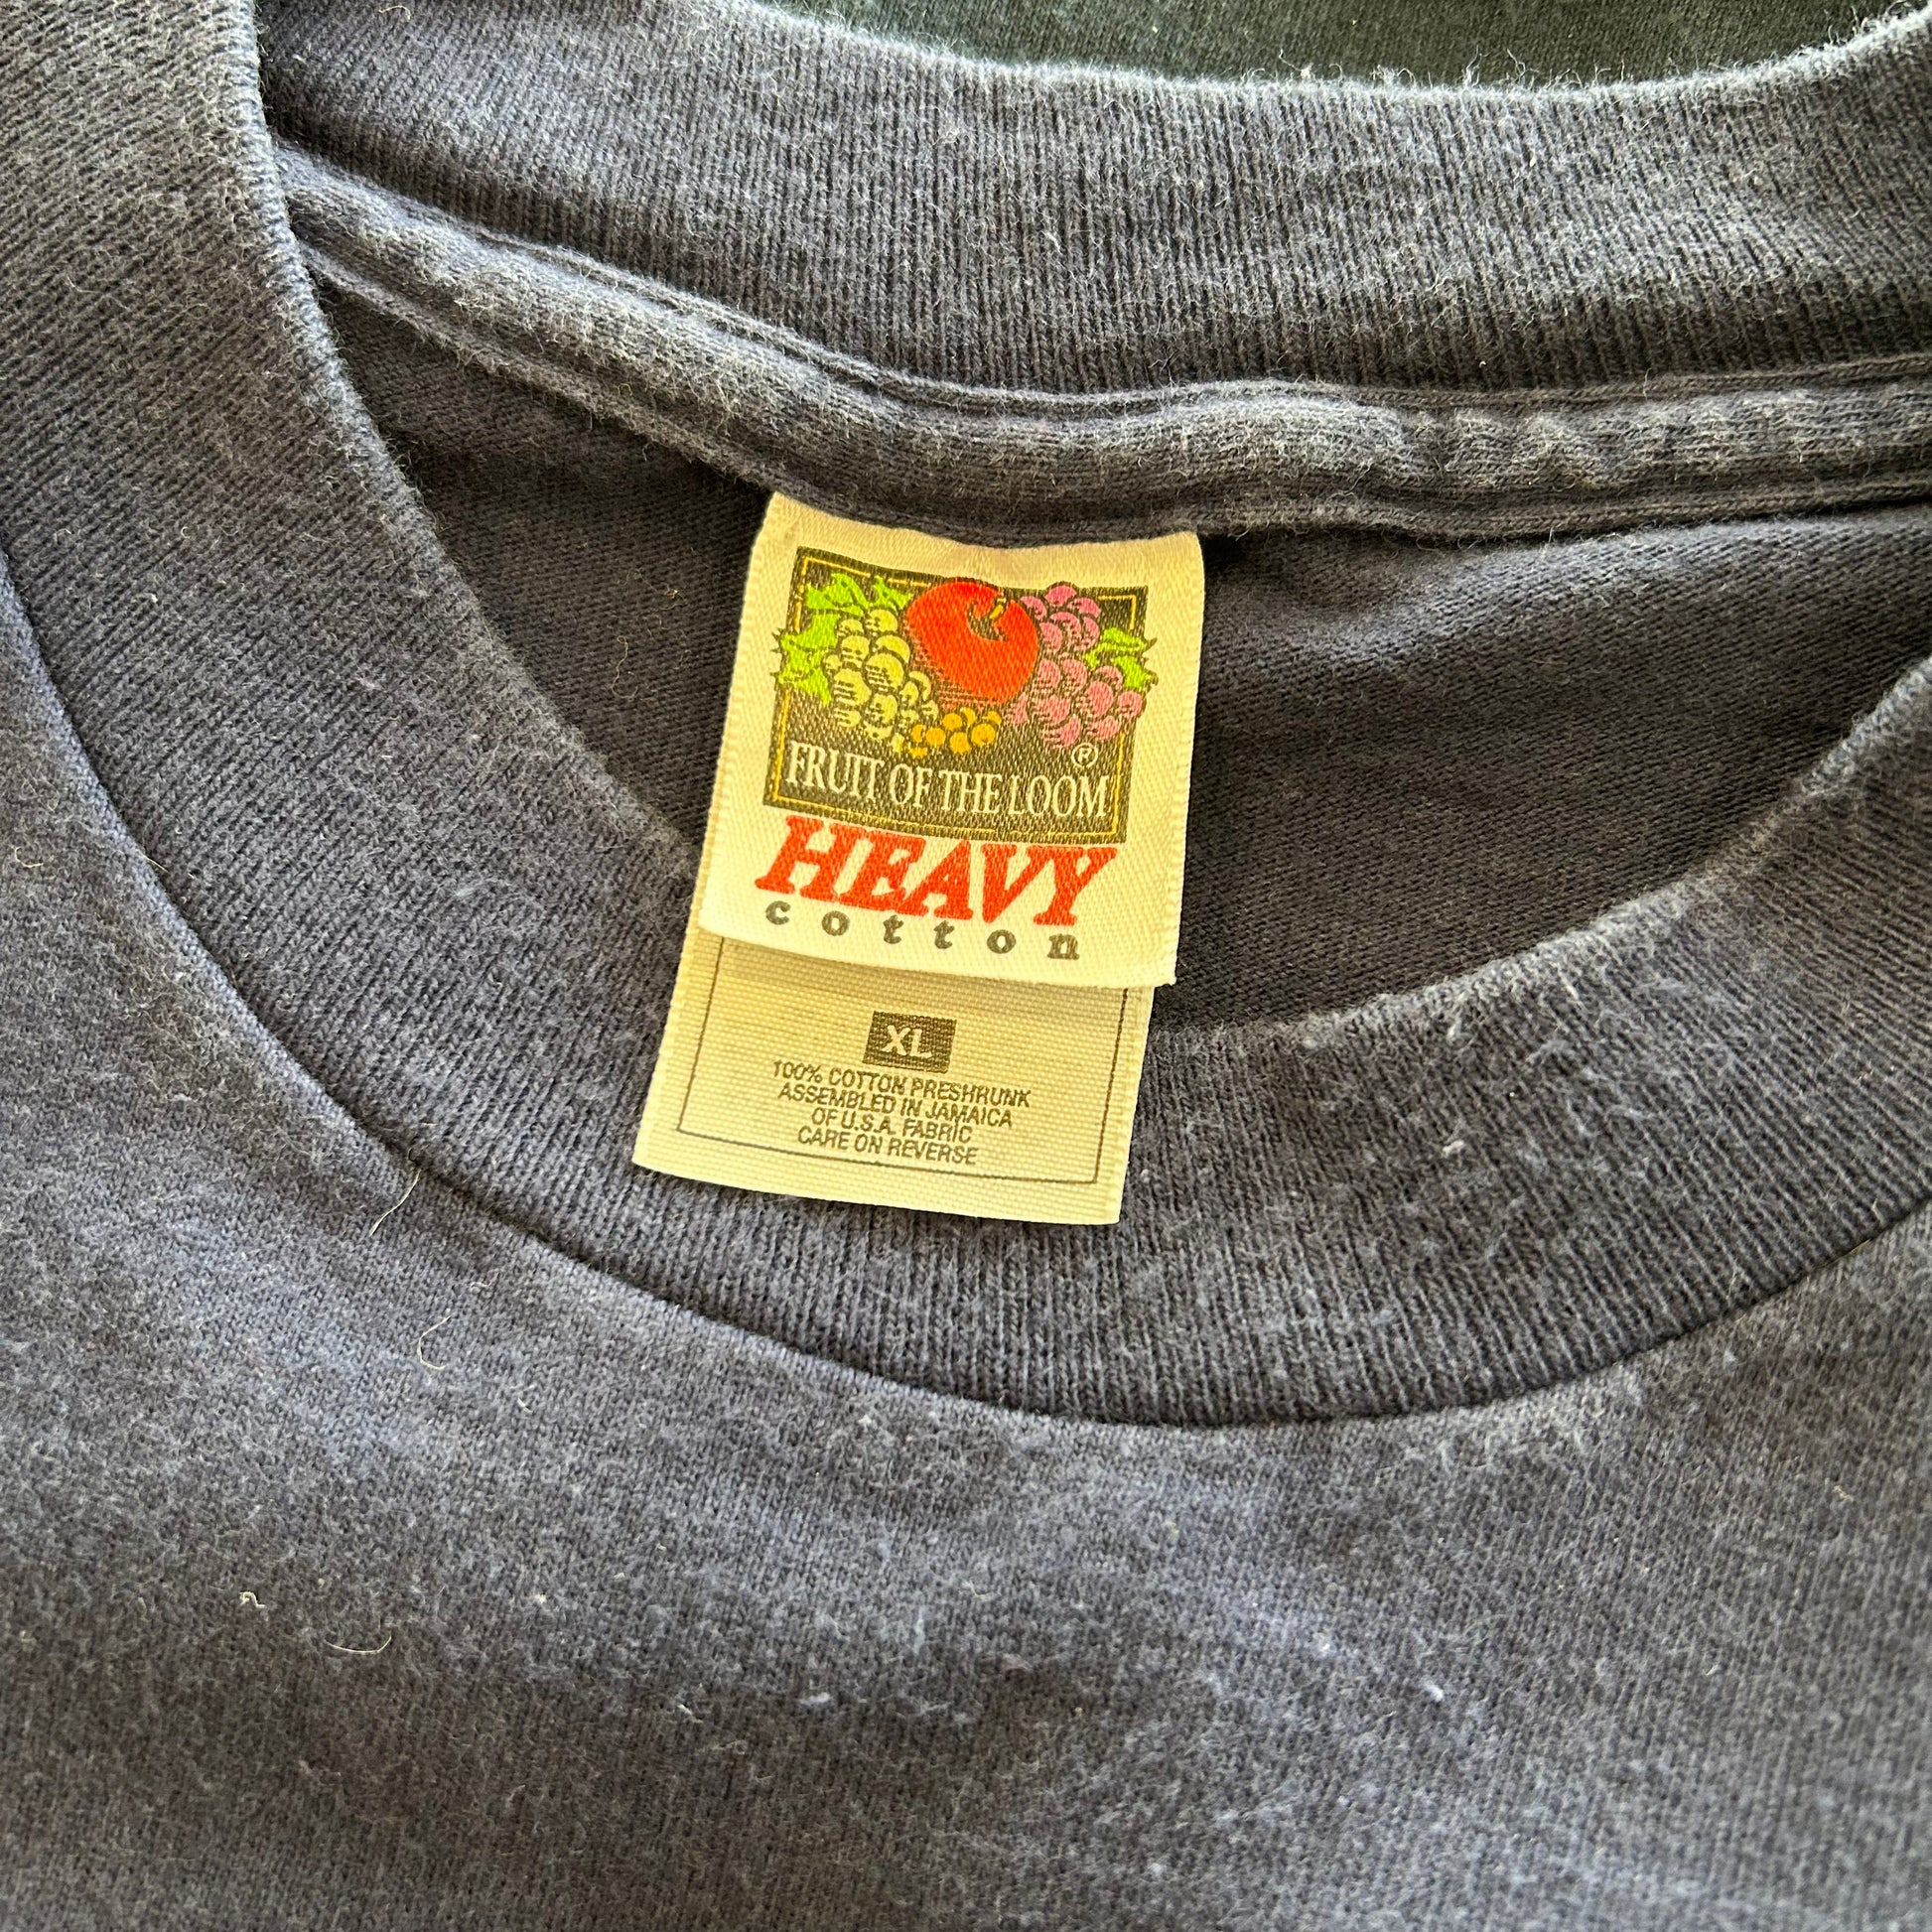 FRUIT OF THE LOOM ®
HEAVY
cotton
XL
100% COTTON PRESHRUNK
ASSEMBLED IN JAMAICA
OF U.S.A. FABRIC
CARE ON REVERSE